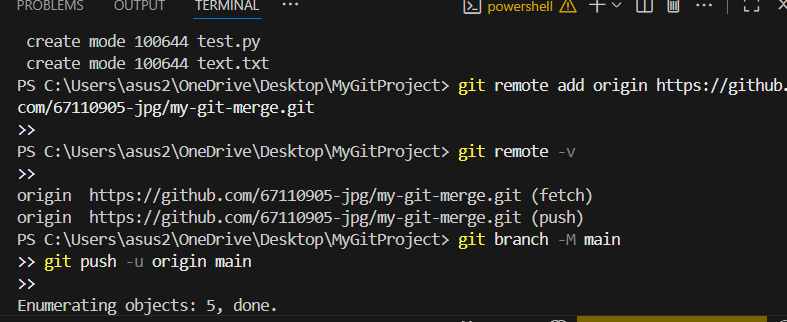 PROBLEMS OUTPUT TERMINAL ... powershell
create mode 100644 test.py
create mode 100644 text.txt
PS C:\Users\asus2\OneDrive\Desktop\MyGitProject> git remote add origin https://github.
com/67110905-jpg/my-git-merge.git
>>
PS C:\Users\asus2\OneDrive\Desktop\MyGitProject> git remote -v
>>
origin  https://github.com/67110905-jpg/my-git-merge.git (fetch)
origin  https://github.com/67110905-jpg/my-git-merge.git (push)
PS C:\Users\asus2\OneDrive\Desktop\MyGitProject> git branch -M main
>> git push -u origin main
>>
Enumerating objects: 5, done.